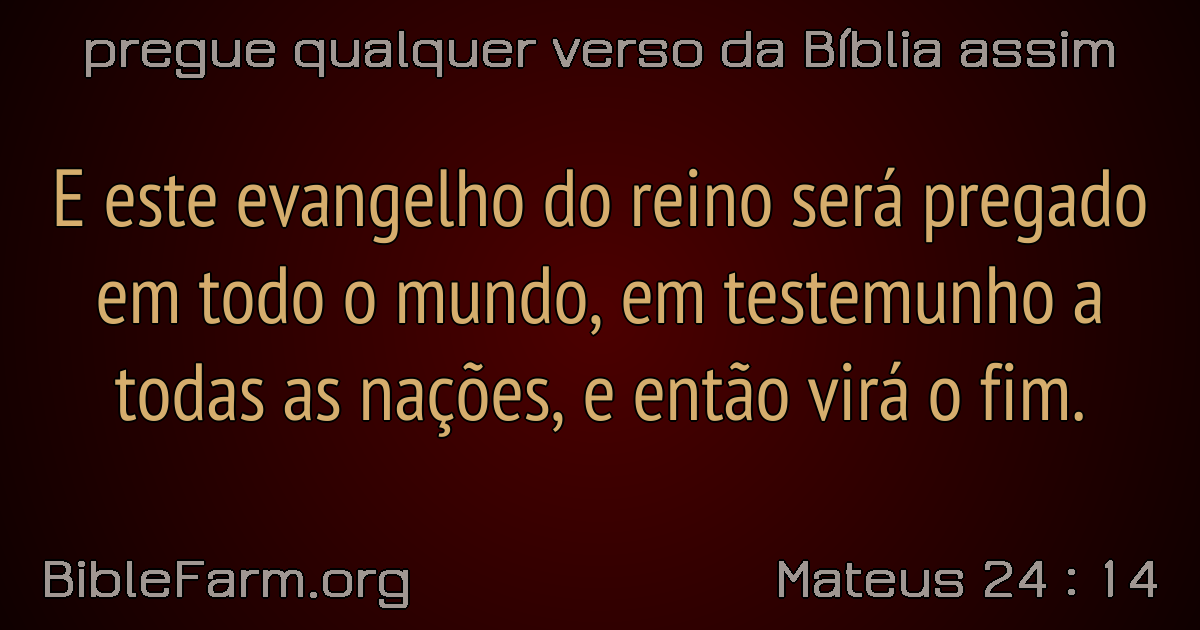 pregue qualquer verso da Bíblia assim
E este evangelho do reino será pregado
em todo o mundo, em testemunho a
todas as nações, e então virá o fim.
BibleFarm.org
Mateus 24 : 14